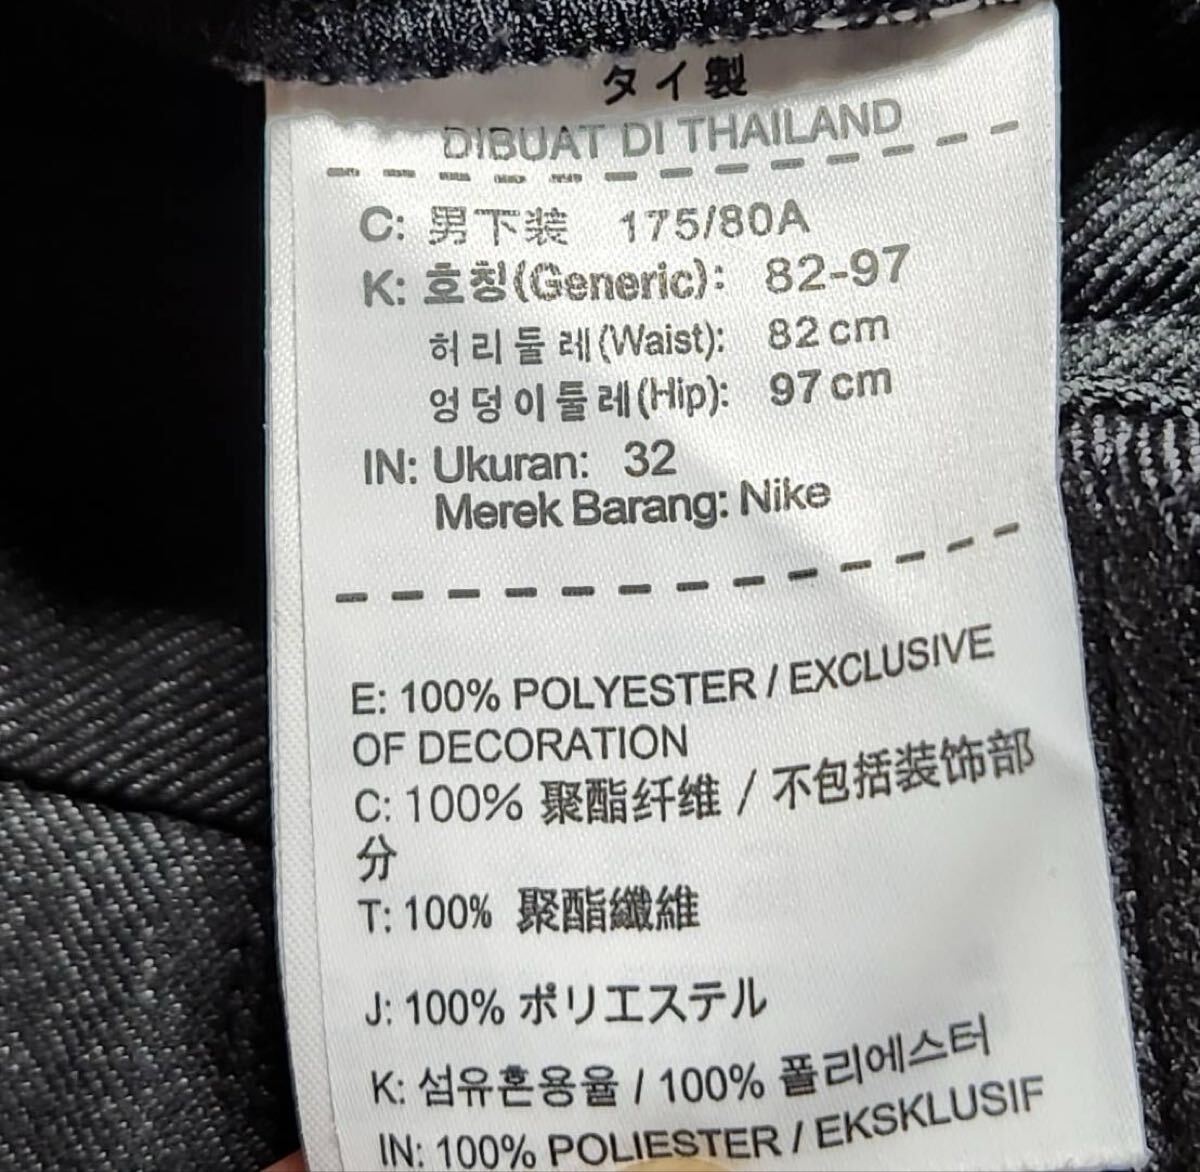 タイ製
DIBUAT DI THAILAND
C: 男下装 175/80A
K: 호칭(Generic): 82-97
허리둘레(Waist): 82 cm
엉덩이둘레(Hip): 97 cm
IN: Ukuran: 32
Merek Barang: Nike
E: 100% POLYESTER / EXCLUSIVE
OF DECORATION
C: 100% 聚酯纤维 / 不包括装饰部
分
T: 100% 聚酯纖維
J: 100% ポリエステル
K: 섬유혼용율 / 100% 폴리에스터
IN: 100% POLIESTER / EKSKLUSIF